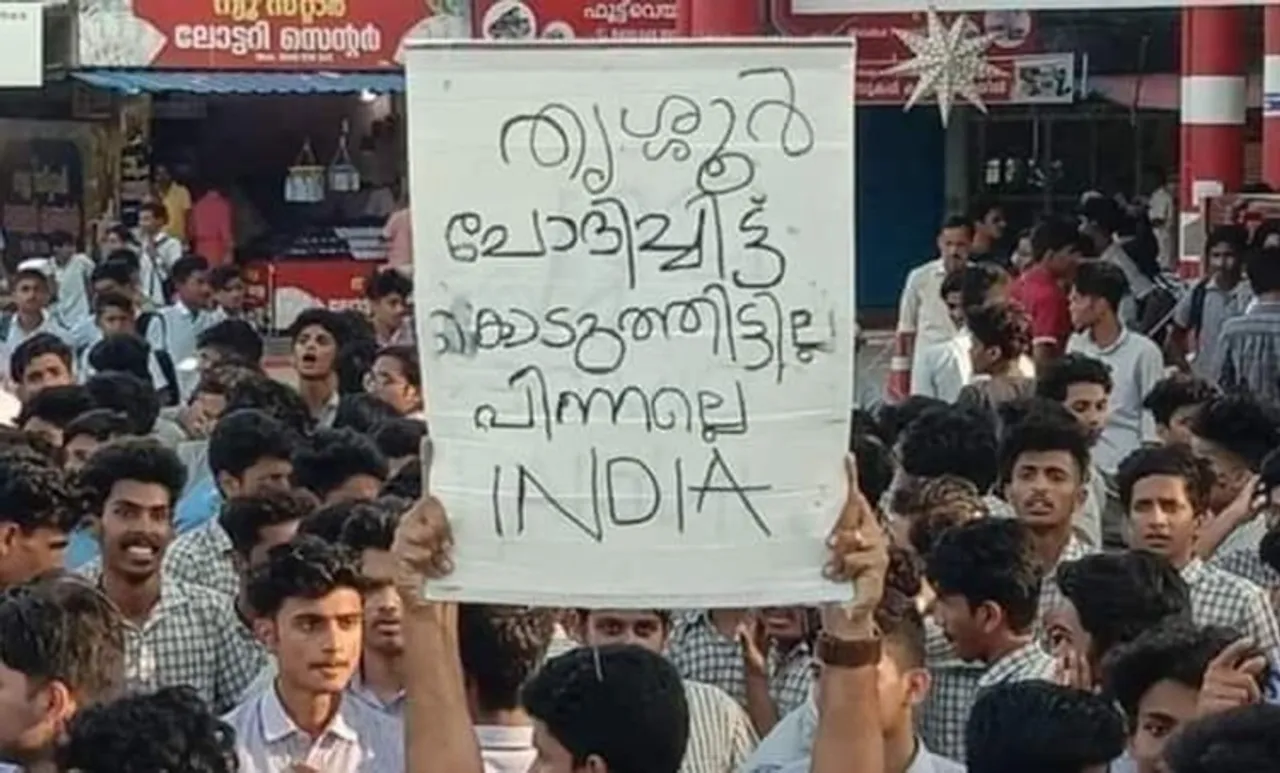 ന്യൂ സ്റ്റാർ
ലോട്ടറി സെന്റർ
ഫുട്ട്‌വെയ
തൃശ്ശൂർ
ചോദിച്ചിട്ട്
കൊടുത്തിട്ടില്ല
പിന്നല്ലെ
INDIA